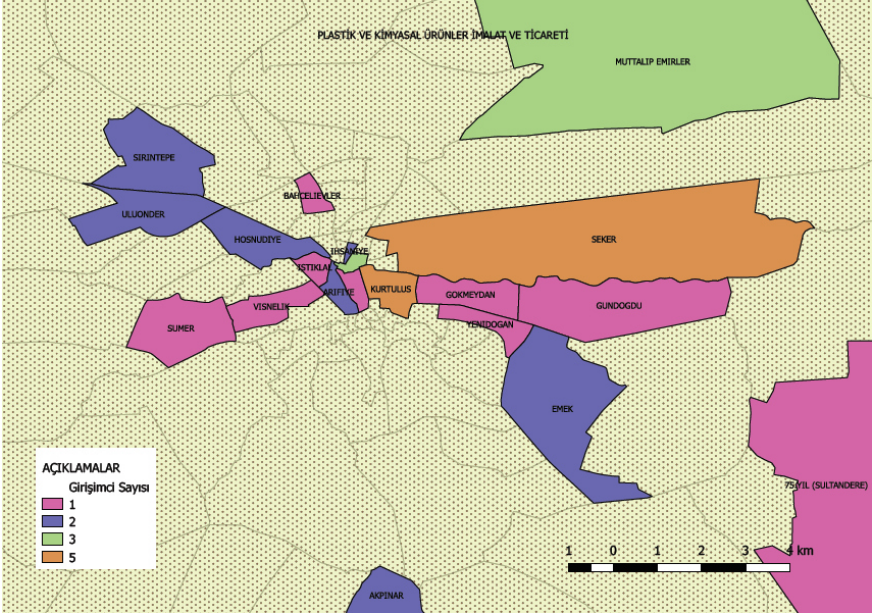 PLASTİK VE KİMYASAL ÜRÜNLER İMALAT VE TİCARETİ
MUTTALIP EMIRLER
SIRINTEPE
BAHCELIEVLER
ULUONDER
HOSNUDIYE
IHSANIYE
SEKER
ISTIKLAL
ARIFIYE
KURTULUS
GOKMEYDAN
GUNDOGDU
VISNELIK
SUMER
YENIDOGAN
EMEK
75.YIL (SULTANDERE)
AKPINAR
AÇIKLAMALAR
Girişimci Sayısı
1
2
3
5
1 0 1 2 3 4 km